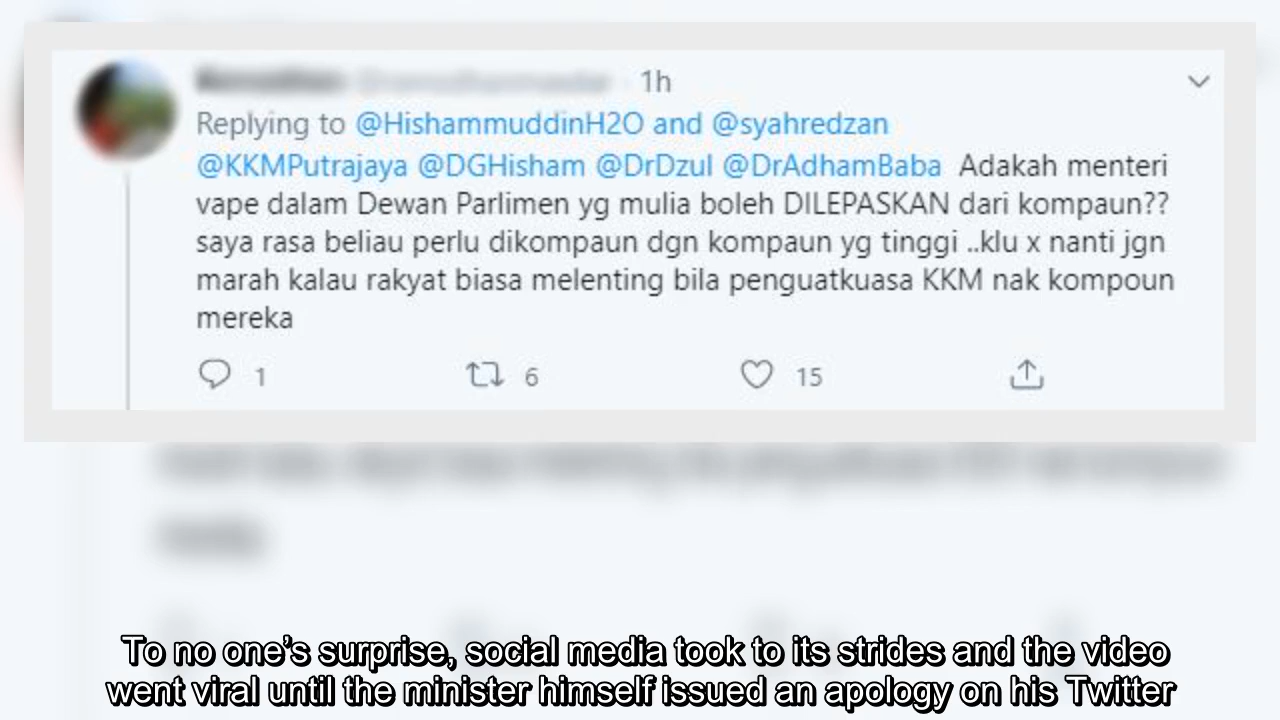 1h
Replying to @HishammuddinH2O and @syahredzan
@KKMPutrajaya @DGHisham @DrDzul @DrAdhamBaba Adakah menteri
vape dalam Dewan Parlimen yg mulia boleh DILEPASKAN dari kompaun??
saya rasa beliau perlu dikompaun dgn kompaun yg tinggi ..klu x nanti jgn
marah kalau rakyat biasa melenting bila penguatkuasa KKM nak kompoun
mereka
1 6 15
To no one's surprise, social media took to its strides and the video
went viral until the minister himself issued an apology on his Twitter